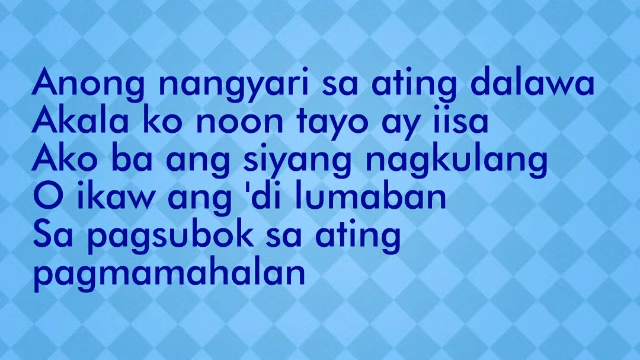 Anong nangyari sa ating dalawa
Akala ko noon tayo ay iisa
Ako ba ang siyang nagkulang
O ikaw ang 'di lumaban
Sa pagsubok sa ating
pagmamahalan